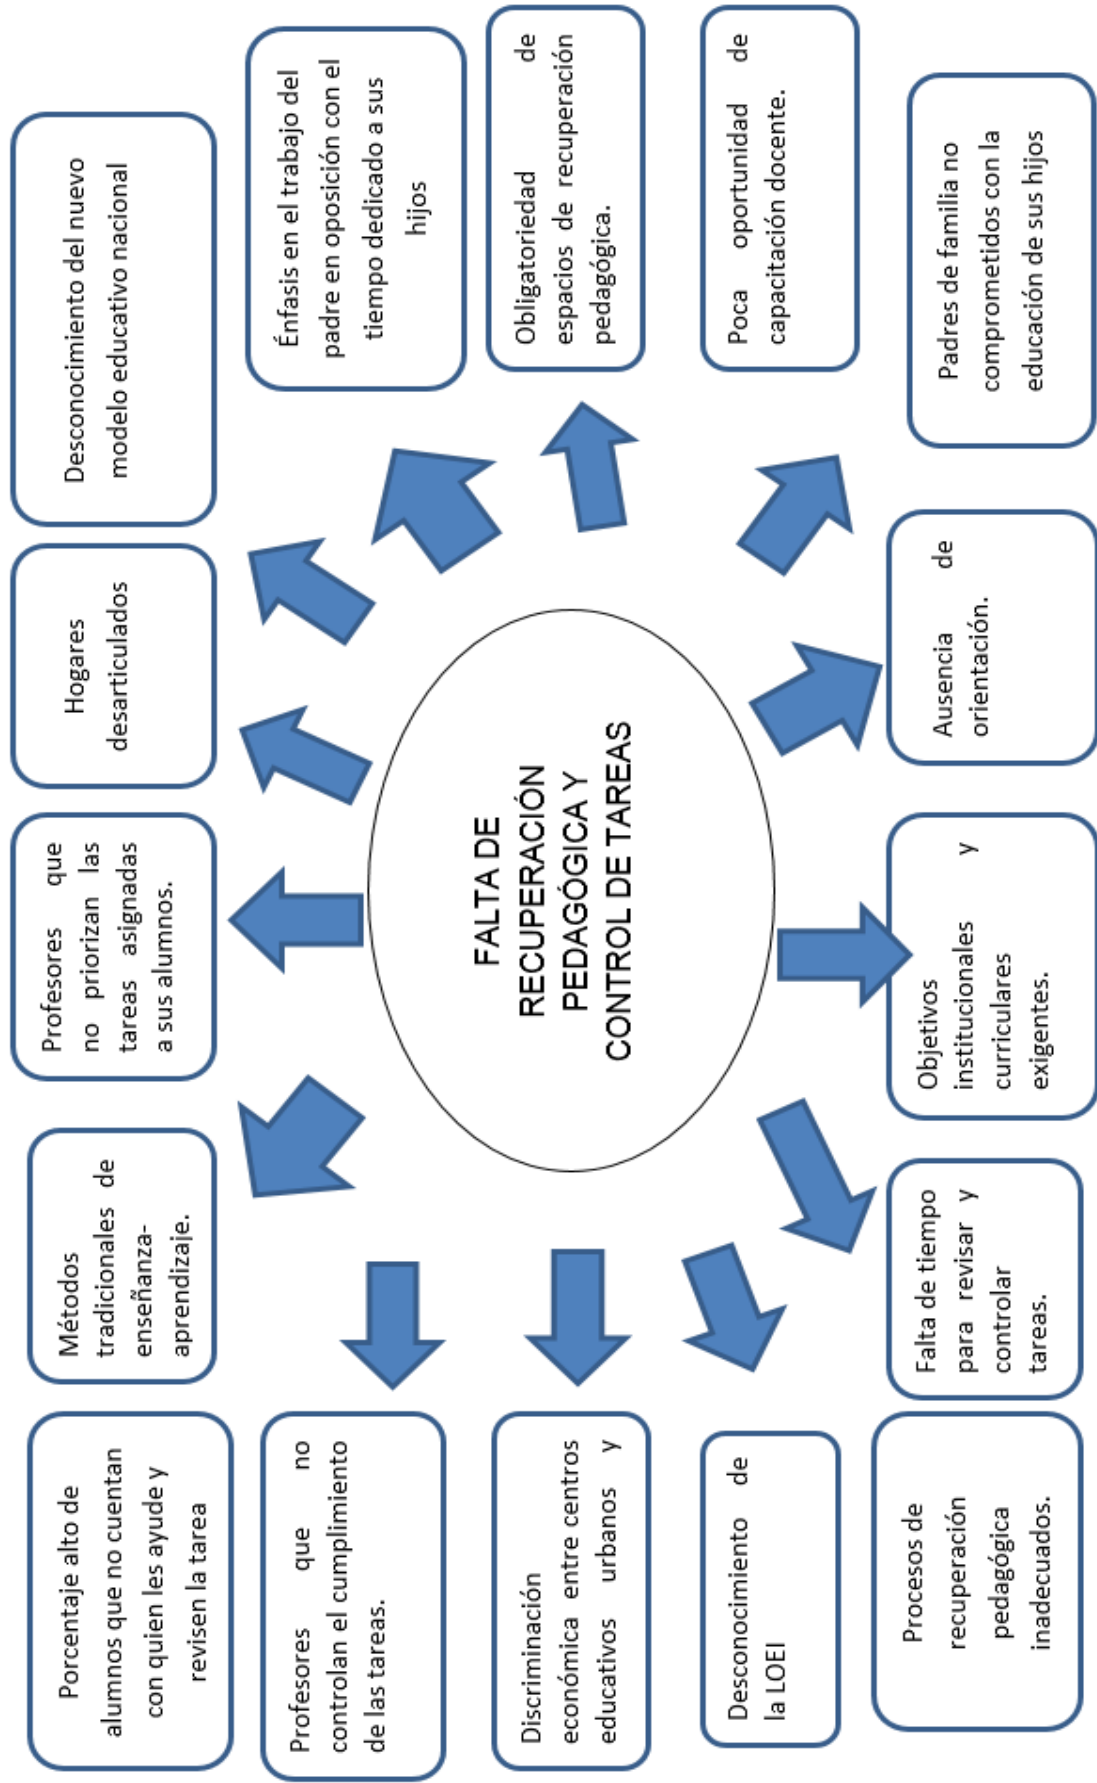 Porcentaje alto de
alumnos que no cuentan
con quien les ayude y
revisen la tarea
Métodos
tradicionales de
enseñanza-
aprendizaje.
Profesores que
no priorizan las
tareas asignadas
a sus alumnos.
Hogares
desarticulados
Desconocimiento del nuevo
modelo educativo nacional
Profesores que no
controlan el cumplimiento
de las tareas.
Énfasis en el trabajo del
padre en oposición con el
tiempo dedicado a sus
hijos
Discriminación
económica entre centros
educativos urbanos y
FALTA DE
RECUPERACIÓN
PEDAGÓGICA Y
CONTROL DE TAREAS
Obligatoriedad de
espacios de recuperación
pedagógica.
Desconocimiento de
la LOEI
Poca oportunidad de
capacitación docente.
Procesos de
recuperación
pedagógica
inadecuados.
Falta de tiempo
para revisar y
controlar
tareas.
Objetivos
institucionales y
curriculares
exigentes.
Ausencia de
orientación.
Padres de familia no
comprometidos con la
educación de sus hijos